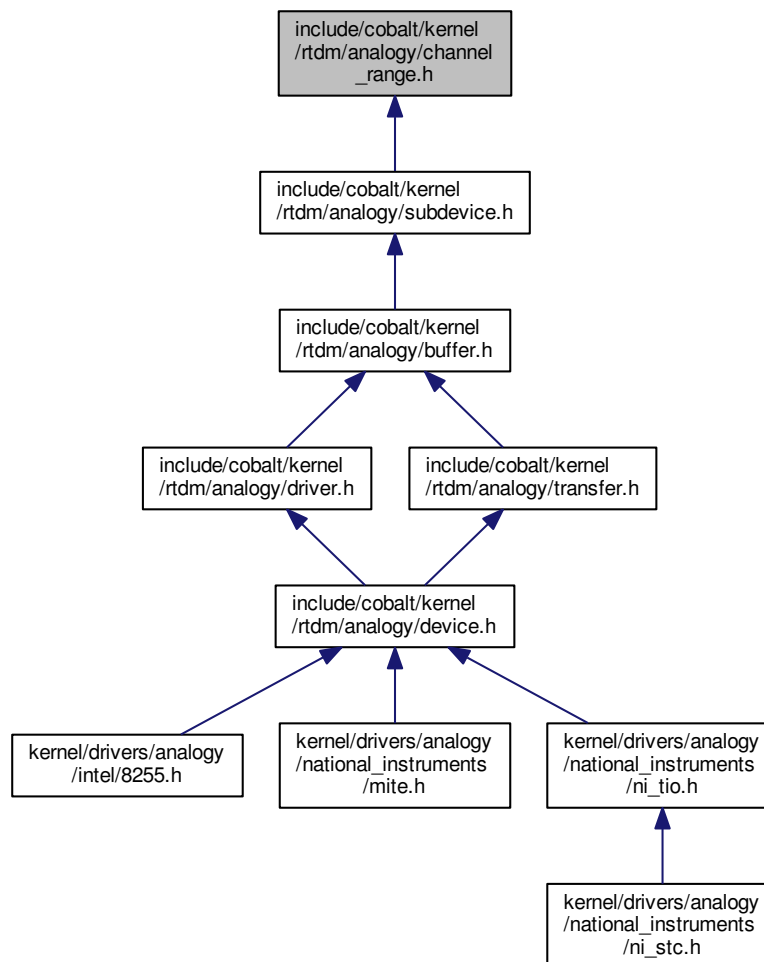 include/cobalt/kernel
/rtdm/analogy/channel
_range.h
include/cobalt/kernel
/rtdm/analogy/subdevice.h
include/cobalt/kernel
/rtdm/analogy/buffer.h
include/cobalt/kernel
/rtdm/analogy/driver.h
include/cobalt/kernel
/rtdm/analogy/transfer.h
include/cobalt/kernel
/rtdm/analogy/device.h
kernel/drivers/analogy
/intel/8255.h
kernel/drivers/analogy
/national_instruments
/mite.h
kernel/drivers/analogy
/national_instruments
/ni_tio.h
kernel/drivers/analogy
/national_instruments
/ni_stc.h